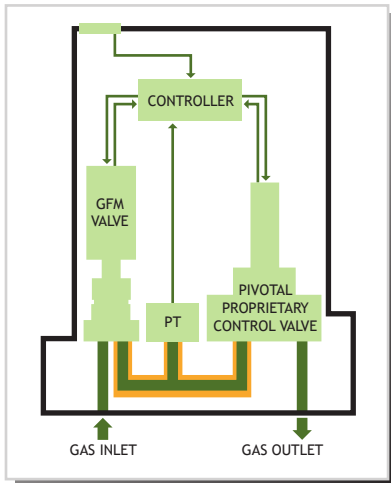 CONTROLLER
GFM
VALVE
PT
PIVOTAL
PROPRIETARY
CONTROL VALVE
GAS INLET
GAS OUTLET